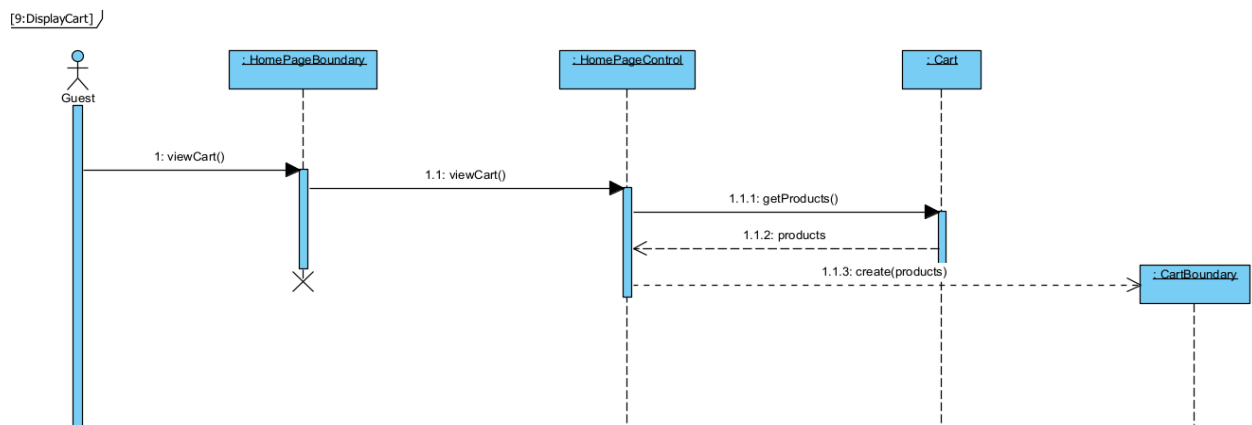 [9:DisplayCart]
: HomePageBoundary
: HomePageControl
: Cart
Guest
1: viewCart()
1.1: viewCart()
1.1.1: getProducts()
1.1.2: products
1.1.3: create(products)
: CartBoundary